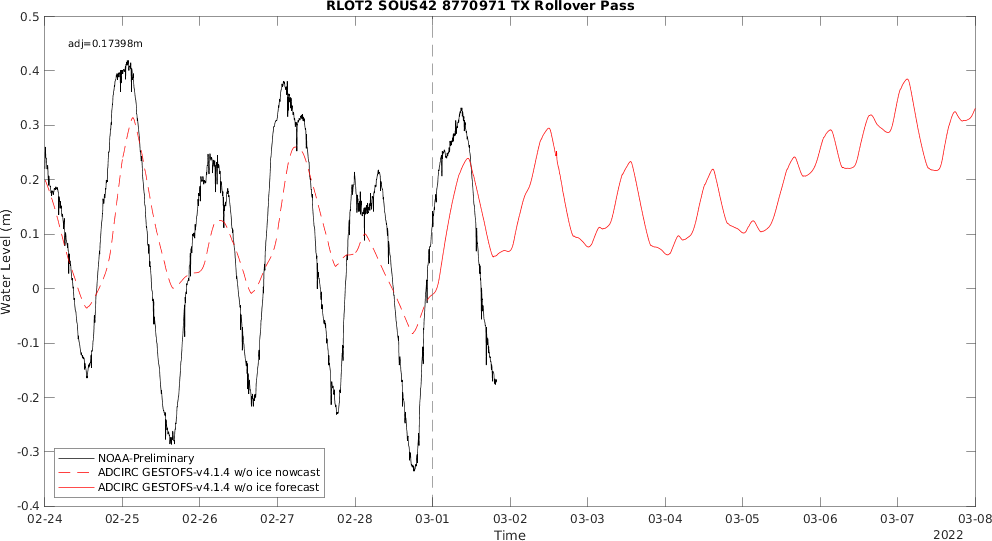 RLOT2 SOUS42 8770971 TX Rollover Pass
adj=0.17398m
0.5
0.4
0.3
0.2
0.1
0
-0.1
-0.2
-0.3
-0.4
Water Level (m)
NOAA-Preliminary
ADCIRC GESTOFS-v4.1.4 w/o ice nowcast
ADCIRC GESTOFS-v4.1.4 w/o ice forecast
02-24 02-25 02-26 02-27 02-28 03-01 03-02 03-03 03-04 03-05 03-06 03-07 03-08
Time
2022